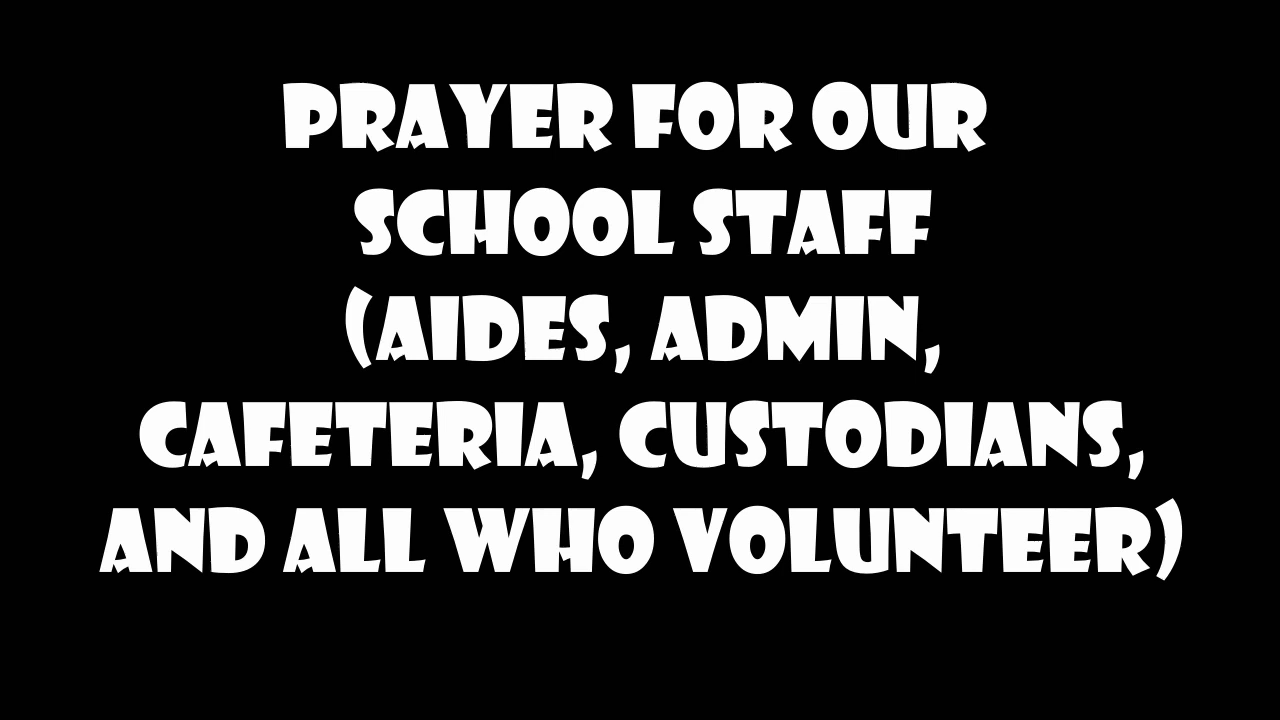 PRAYER FOR OUR
SCHOOL STAFF
(AIDES, ADMIN,
CAFETERIA, CUSTODIANS,
AND ALL WHO VOLUNTEER)